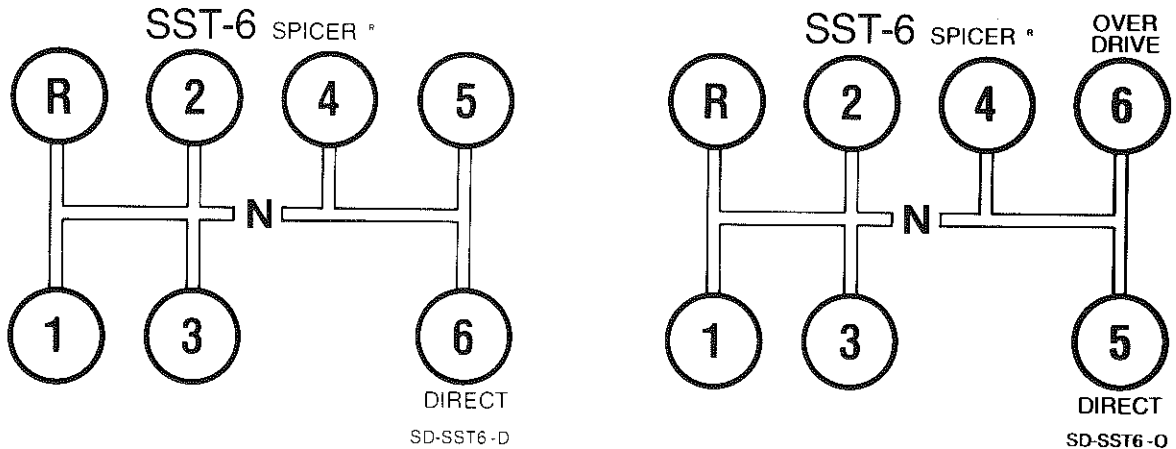 SST-6 SPICER R
R 2 4 5
N
1 3 6
DIRECT
SD-SST6-D
SST-6 SPICER R
OVER
DRIVE
R 2 4 6
N
1 3 5
DIRECT
SD-SST6-O